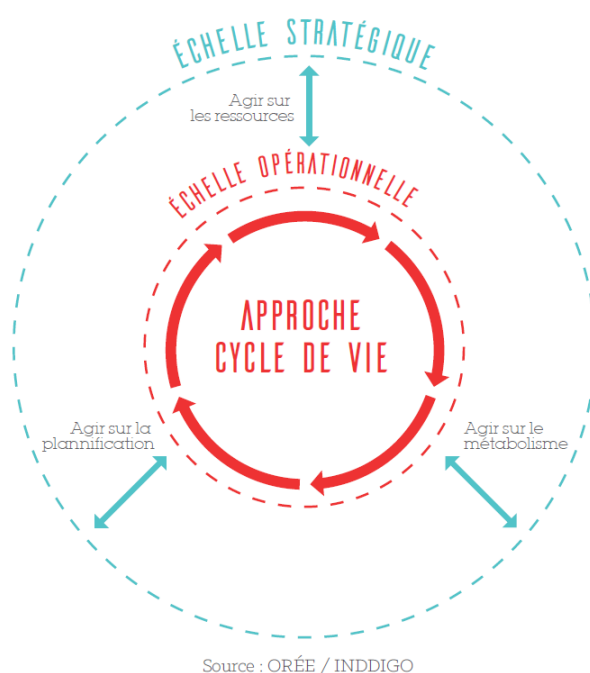 ÉCHELLE STRATÉGIQUE
Agir sur
les ressources
ÉCHELLE OPÉRATIONNELLE
APPROCHE
CYCLE DE VIE
Agir sur la
plannification
Agir sur le
métabolisme
Source : ORÉE / INDDIGO